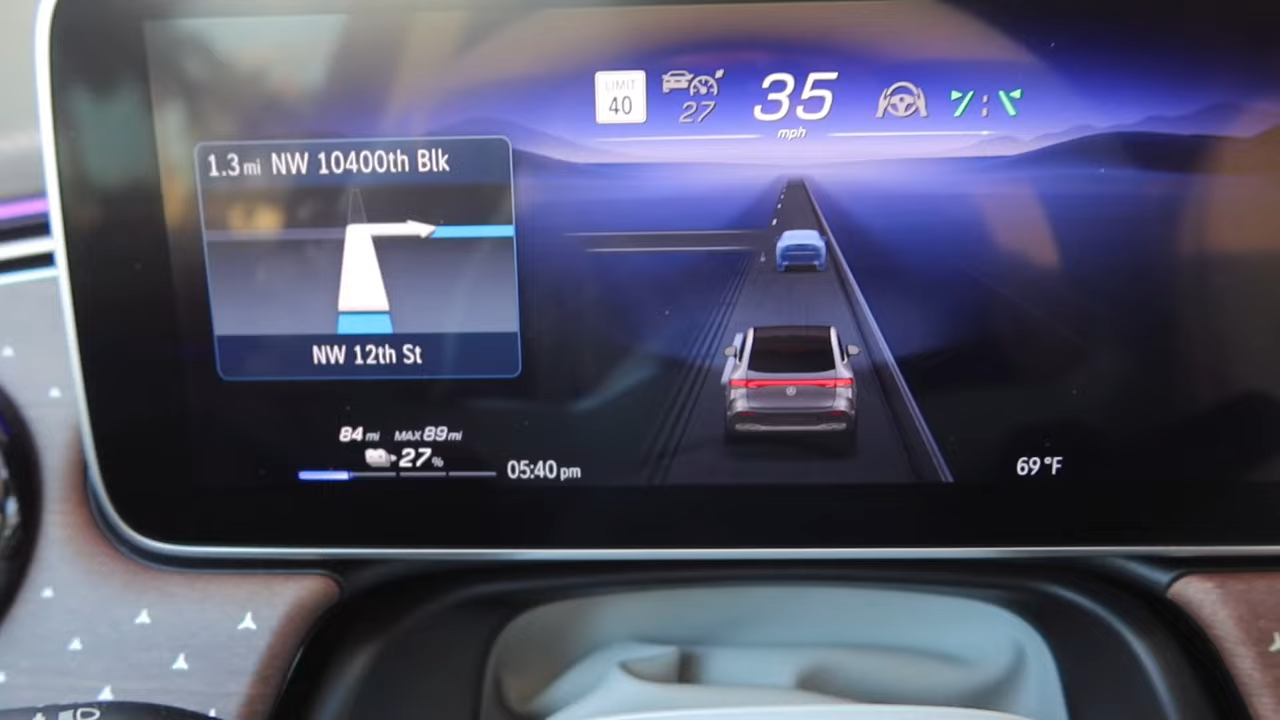 LIMIT
40
27
35
mph
1.3 mi NW 10400th Blk
NW 12th St
84 mi MAX 89 mi
27 %
05:40 pm
69 °F